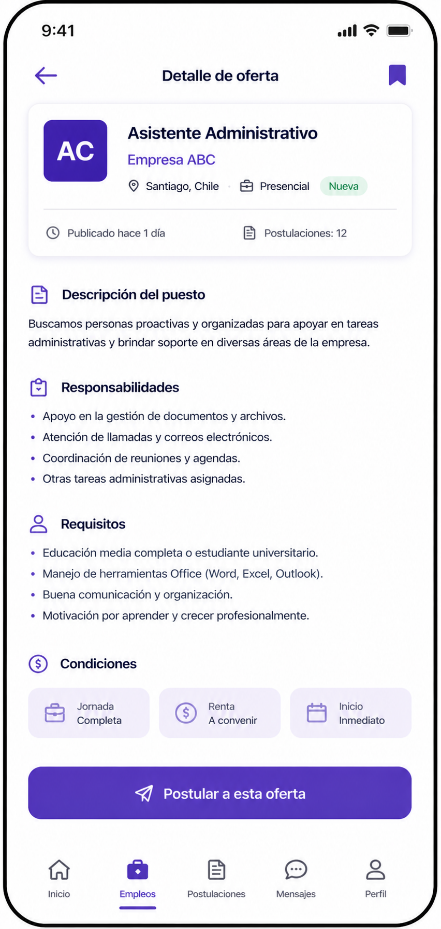 9:41
Detalle de oferta
AC
Asistente Administrativo
Empresa ABC
Santiago, Chile · Presencial Nueva
Publicado hace 1 día Postulaciones: 12
Descripción del puesto
Buscamos personas proactivas y organizadas para apoyar en tareas
administrativas y brindar soporte en diversas áreas de la empresa.
Responsabilidades
• Apoyo en la gestión de documentos y archivos.
• Atención de llamadas y correos electrónicos.
• Coordinación de reuniones y agendas.
• Otras tareas administrativas asignadas.
Requisitos
• Educación media completa o estudiante universitario.
• Manejo de herramientas Office (Word, Excel, Outlook).
• Buena comunicación y organización.
• Motivación por aprender y crecer profesionalmente.
Condiciones
Jornada
Completa
Renta
A convenir
Inicio
Inmediato
Postular a esta oferta
Inicio Empleos Postulaciones Mensajes Perfil